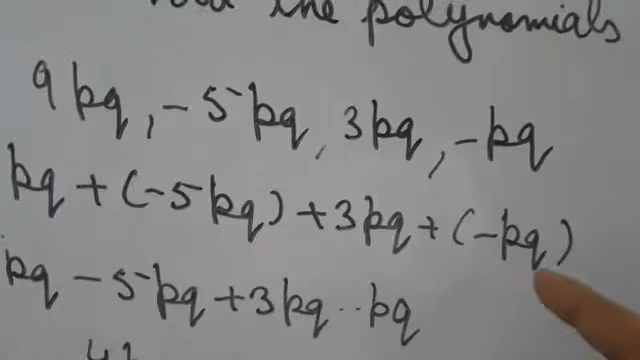 the polynomials
9pq, -5pq, 3pq, -pq
pq + (-5pq) + 3pq + (-pq)
pq - 5pq + 3pq - pq